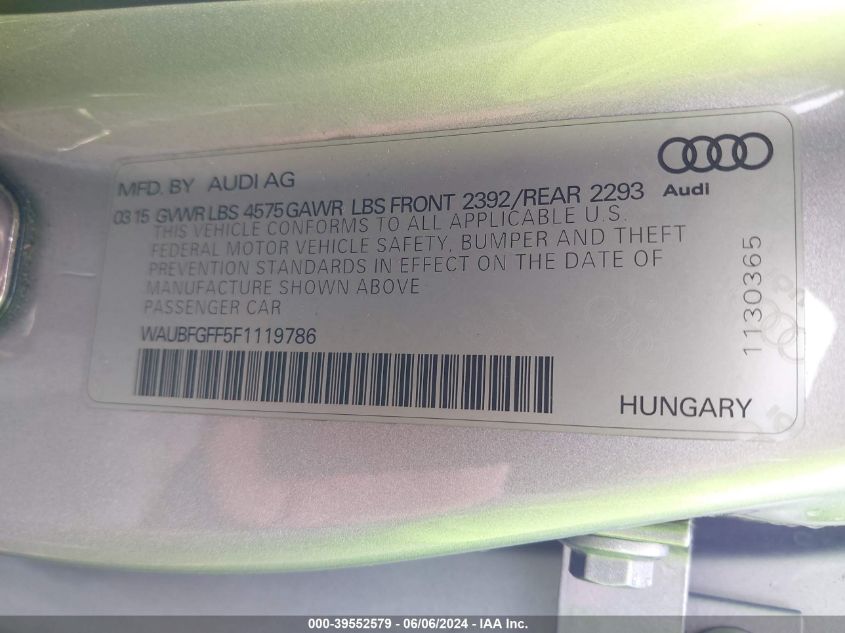 MFD. BY AUDI AG
Audi
03 15 GVWR LBS 4575 GAWR LBS FRONT 2392/REAR 2293
THIS VEHICLE CONFORMS TO ALL APPLICABLE U.S.
FEDERAL MOTOR VEHICLE SAFETY, BUMPER AND THEFT
PREVENTION STANDARDS IN EFFECT ON THE DATE OF
MANUFACTURE SHOWN ABOVE
PASSENGER CAR
WAUBFGFF5F1119786
1130365
HUNGARY
000-39552579 - 06/06/2024 - IAA Inc.